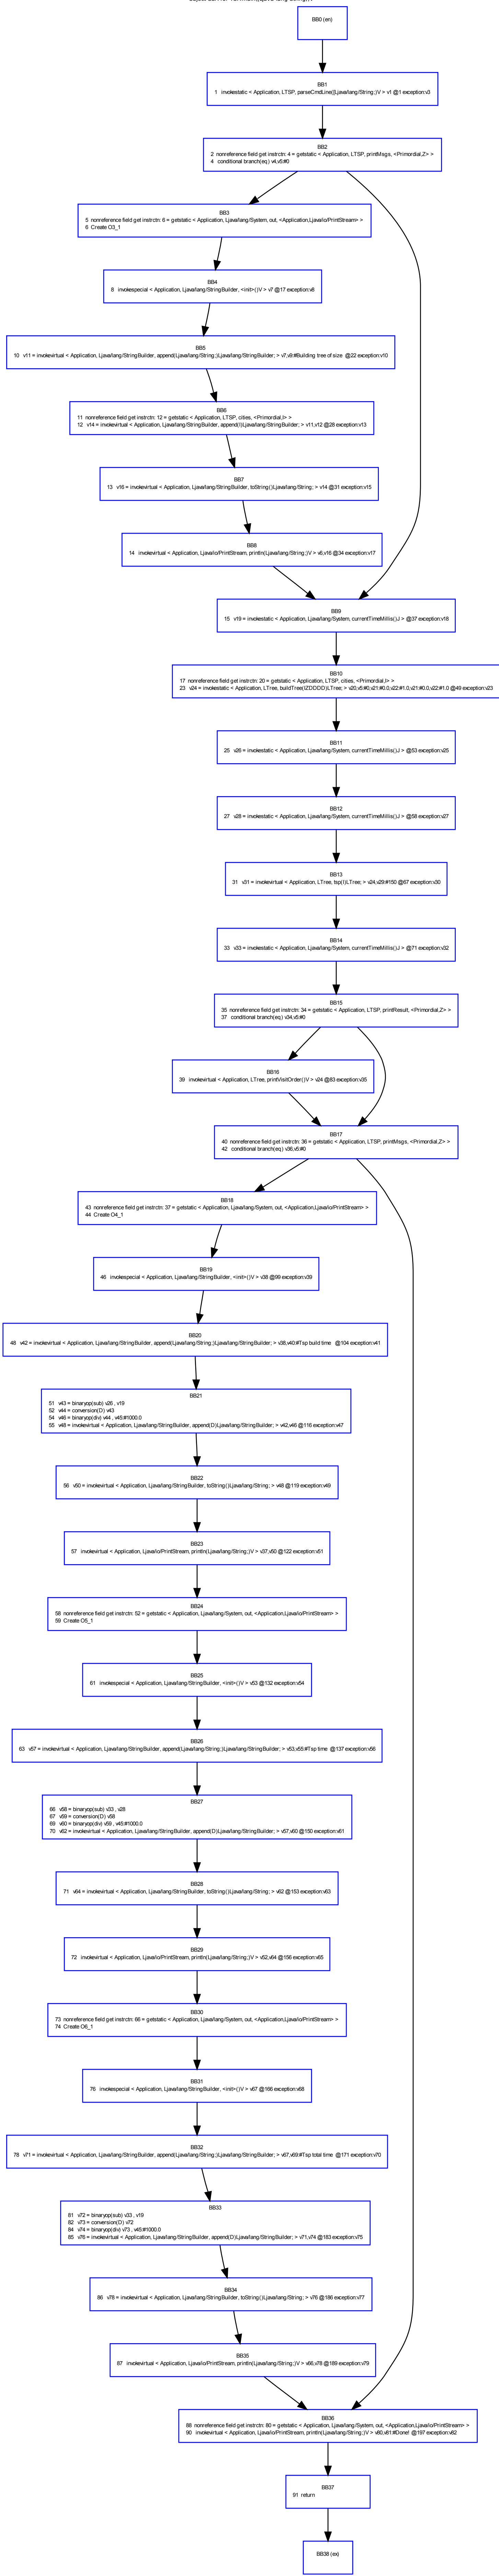 BB0 (en)
BB1
1 invokestatic < Application, LTSP, parseCmdLine([Ljava/lang/String;)V > v1 @1 exception:v3
BB2
2 nonreference field get instrctn: 4 = getstatic < Application, LTSP, printMsgs, <Primordial,Z> >
4 conditional branch(eq) v4,v5:#0
BB3
5 nonreference field get instrctn: 6 = getstatic < Application, Ljava/lang/System, out, <Application,Ljava/io/PrintStream> >
6 Create O3_1
BB4
8 invokespecial < Application, Ljava/lang/StringBuilder, <init>()V > v7 @17 exception:v8
BB5
10 v11 = invokevirtual < Application, Ljava/lang/StringBuilder, append(Ljava/lang/String;)Ljava/lang/StringBuilder; > v7,v9:#Building tree of size @22 exception:v10
BB6
11 nonreference field get instrctn: 12 = getstatic < Application, LTSP, cities, <Primordial,I> >
12 v14 = invokevirtual < Application, Ljava/lang/StringBuilder, append(I)Ljava/lang/StringBuilder; > v11,v12 @28 exception:v13
BB7
13 v16 = invokevirtual < Application, Ljava/lang/StringBuilder, toString()Ljava/lang/String; > v14 @31 exception:v15
BB8
14 invokevirtual < Application, Ljava/io/PrintStream, println(Ljava/lang/String;)V > v6,v16 @34 exception:v17
BB9
15 v19 = invokestatic < Application, Ljava/lang/System, currentTimeMillis()J > @37 exception:v18
BB10
17 nonreference field get instrctn: 20 = getstatic < Application, LTSP, cities, <Primordial,I> >
23 v24 = invokestatic < Application, LTree, buildTree(IZDDDD)LTree; > v20,v5:#0,v21:#0.0,v22:#1.0,v21:#0.0,v22:#1.0 @49 exception:v23
BB11
25 v26 = invokestatic < Application, Ljava/lang/System, currentTimeMillis()J > @53 exception:v25
BB12
27 v28 = invokestatic < Application, Ljava/lang/System, currentTimeMillis()J > @58 exception:v27
BB13
31 v31 = invokevirtual < Application, LTree, tsp(I)LTree; > v24,v29:#150 @67 exception:v30
BB14
33 v33 = invokestatic < Application, Ljava/lang/System, currentTimeMillis()J > @71 exception:v32
BB15
35 nonreference field get instrctn: 34 = getstatic < Application, LTSP, printResult, <Primordial,Z> >
37 conditional branch(eq) v34,v5:#0
BB16
39 invokevirtual < Application, LTree, printVisitOrder()V > v24 @83 exception:v35
BB17
40 nonreference field get instrctn: 36 = getstatic < Application, LTSP, printMsgs, <Primordial,Z> >
42 conditional branch(eq) v36,v5:#0
BB18
43 nonreference field get instrctn: 37 = getstatic < Application, Ljava/lang/System, out, <Application,Ljava/io/PrintStream> >
44 Create O4_1
BB19
46 invokespecial < Application, Ljava/lang/StringBuilder, <init>()V > v38 @99 exception:v39
BB20
48 v42 = invokevirtual < Application, Ljava/lang/StringBuilder, append(Ljava/lang/String;)Ljava/lang/StringBuilder; > v38,v40:#Tsp build time @104 exception:v41
BB21
51 v43 = binaryop(sub) v26 , v19
52 v44 = conversion(D) v43
54 v46 = binaryop(div) v44 , v45:#1000.0
55 v48 = invokevirtual < Application, Ljava/lang/StringBuilder, append(D)Ljava/lang/StringBuilder; > v42,v46 @116 exception:v47
BB22
56 v50 = invokevirtual < Application, Ljava/lang/StringBuilder, toString()Ljava/lang/String; > v48 @119 exception:v49
BB23
57 invokevirtual < Application, Ljava/io/PrintStream, println(Ljava/lang/String;)V > v37,v50 @122 exception:v51
BB24
58 nonreference field get instrctn: 52 = getstatic < Application, Ljava/lang/System, out, <Application,Ljava/io/PrintStream> >
59 Create O5_1
BB25
61 invokespecial < Application, Ljava/lang/StringBuilder, <init>()V > v53 @132 exception:v54
BB26
63 v57 = invokevirtual < Application, Ljava/lang/StringBuilder, append(Ljava/lang/String;)Ljava/lang/StringBuilder; > v53,v55:#Tsp time @137 exception:v56
BB27
66 v58 = binaryop(sub) v33 , v28
67 v59 = conversion(D) v58
69 v60 = binaryop(div) v59 , v45:#1000.0
70 v62 = invokevirtual < Application, Ljava/lang/StringBuilder, append(D)Ljava/lang/StringBuilder; > v57,v60 @150 exception:v61
BB28
71 v64 = invokevirtual < Application, Ljava/lang/StringBuilder, toString()Ljava/lang/String; > v62 @153 exception:v63
BB29
72 invokevirtual < Application, Ljava/io/PrintStream, println(Ljava/lang/String;)V > v52,v64 @156 exception:v65
BB30
73 nonreference field get instrctn: 66 = getstatic < Application, Ljava/lang/System, out, <Application,Ljava/io/PrintStream> >
74 Create O6_1
BB31
76 invokespecial < Application, Ljava/lang/StringBuilder, <init>()V > v67 @166 exception:v68
BB32
78 v71 = invokevirtual < Application, Ljava/lang/StringBuilder, append(Ljava/lang/String;)Ljava/lang/StringBuilder; > v67,v69:#Tsp total time @171 exception:v70
BB33
81 v72 = binaryop(sub) v33 , v19
82 v73 = conversion(D) v72
84 v74 = binaryop(div) v73 , v45:#1000.0
85 v76 = invokevirtual < Application, Ljava/lang/StringBuilder, append(D)Ljava/lang/StringBuilder; > v71,v74 @183 exception:v75
BB34
86 v78 = invokevirtual < Application, Ljava/lang/StringBuilder, toString()Ljava/lang/String; > v76 @186 exception:v77
BB35
87 invokevirtual < Application, Ljava/io/PrintStream, println(Ljava/lang/String;)V > v66,v78 @189 exception:v79
BB36
88 nonreference field get instrctn: 80 = getstatic < Application, Ljava/lang/System, out, <Application,Ljava/io/PrintStream> >
90 invokevirtual < Application, Ljava/io/PrintStream, println(Ljava/lang/String;)V > v80,v81:#Done! @197 exception:v82
BB37
91 return
BB38 (ex)